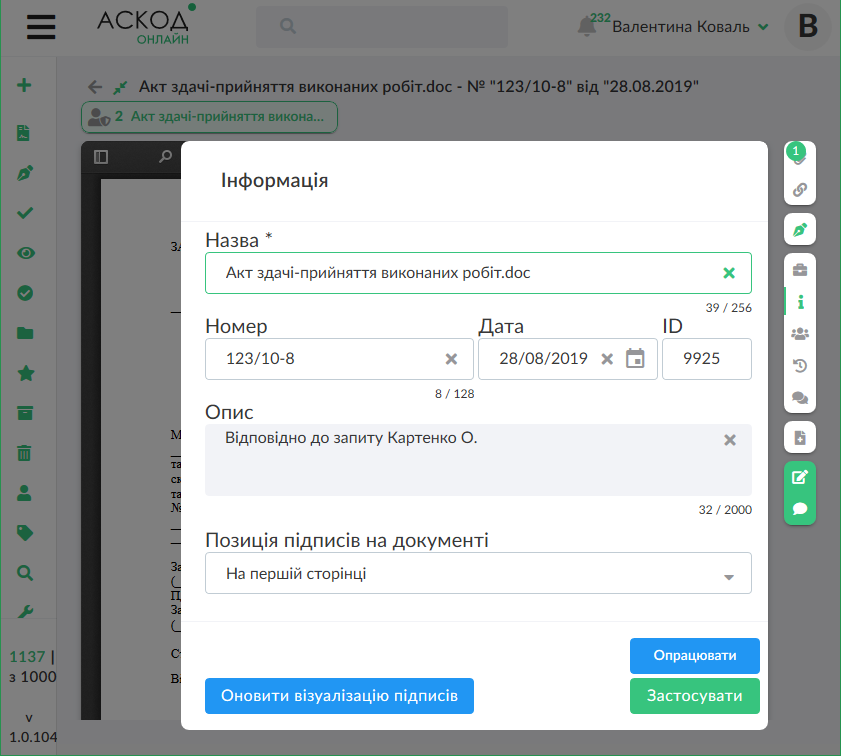 АСКОД
ОНЛАЙН
232
Валентина Коваль
В
Акт здачі-прийняття виконаних робіт.doc - № "123/10-8" від "28.08.2019"
2 Акт здачі-прийняття викона...
1
Інформація
Назва *
Акт здачі-прийняття виконаних робіт.doc
39 / 256
Номер Дата ID
123/10-8 28/08/2019 9925
8 / 128
Опис
Відповідно до запиту Картенко О.
32 / 2000
Позиція підписів на документі
На першій сторінці
Опрацювати
Оновити візуалізацію підписів Застосувати
1137 |
з 1000
v
1.0.104